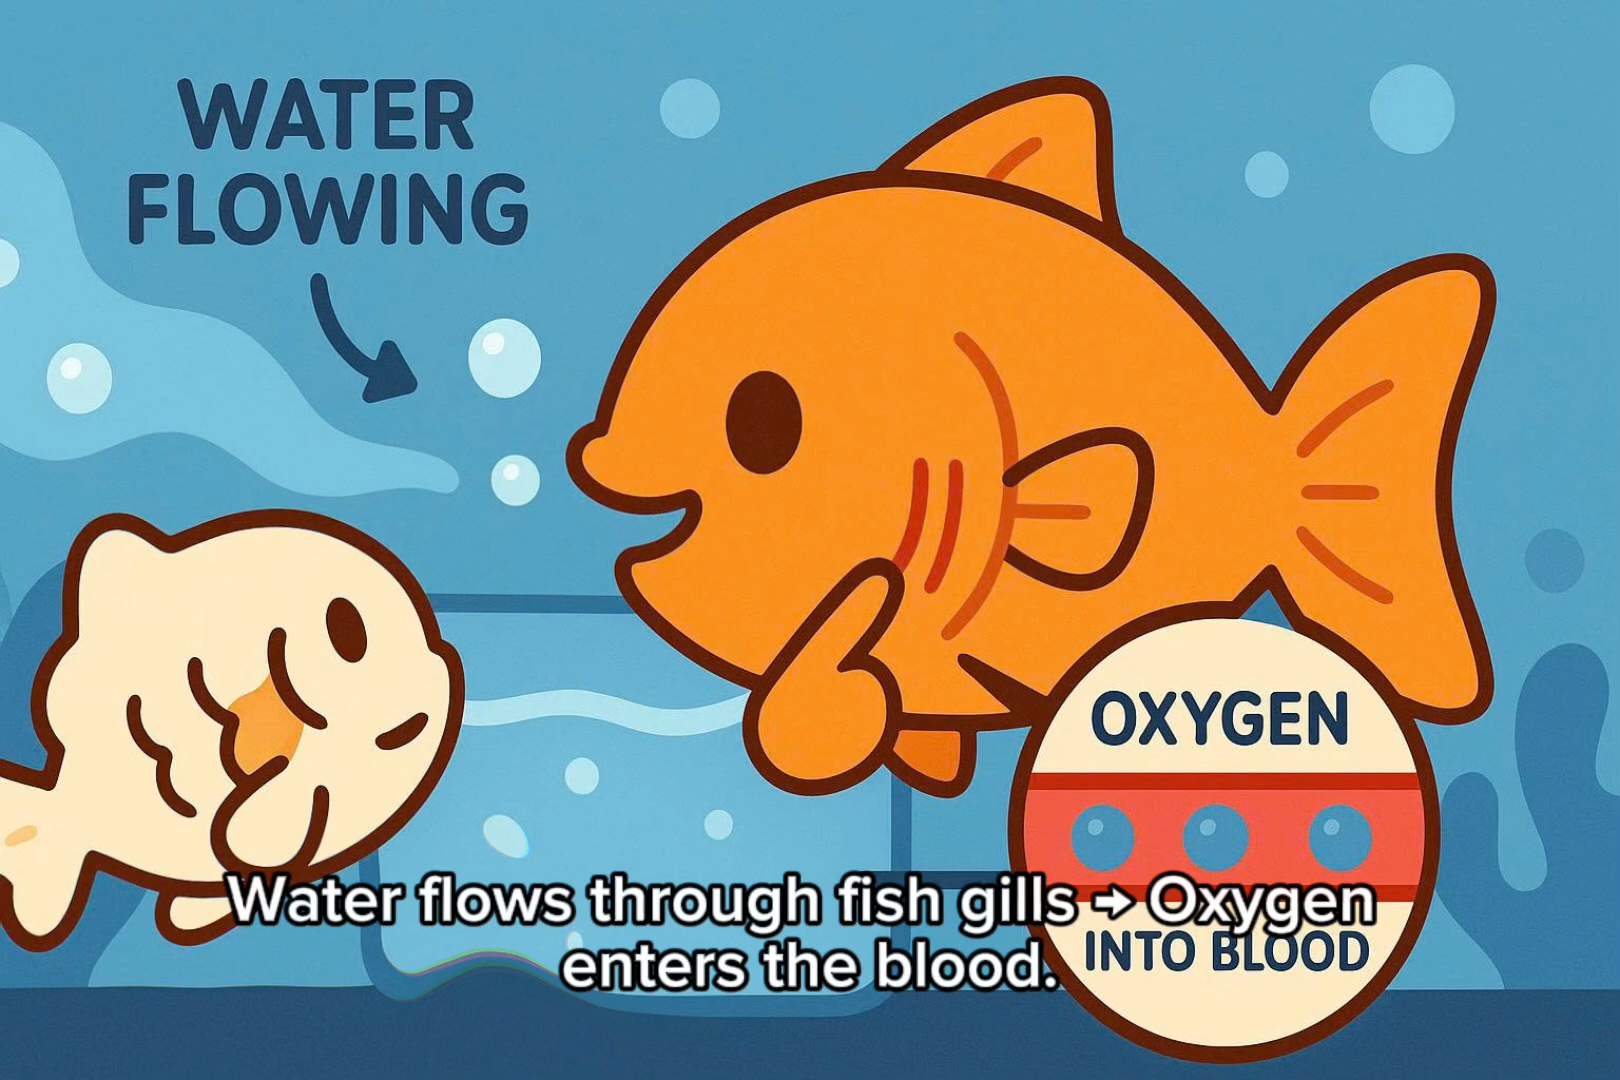 WATER
FLOWING
OXYGEN
Water flows through fish gills → Oxygen
enters the blood.
INTO BLOOD